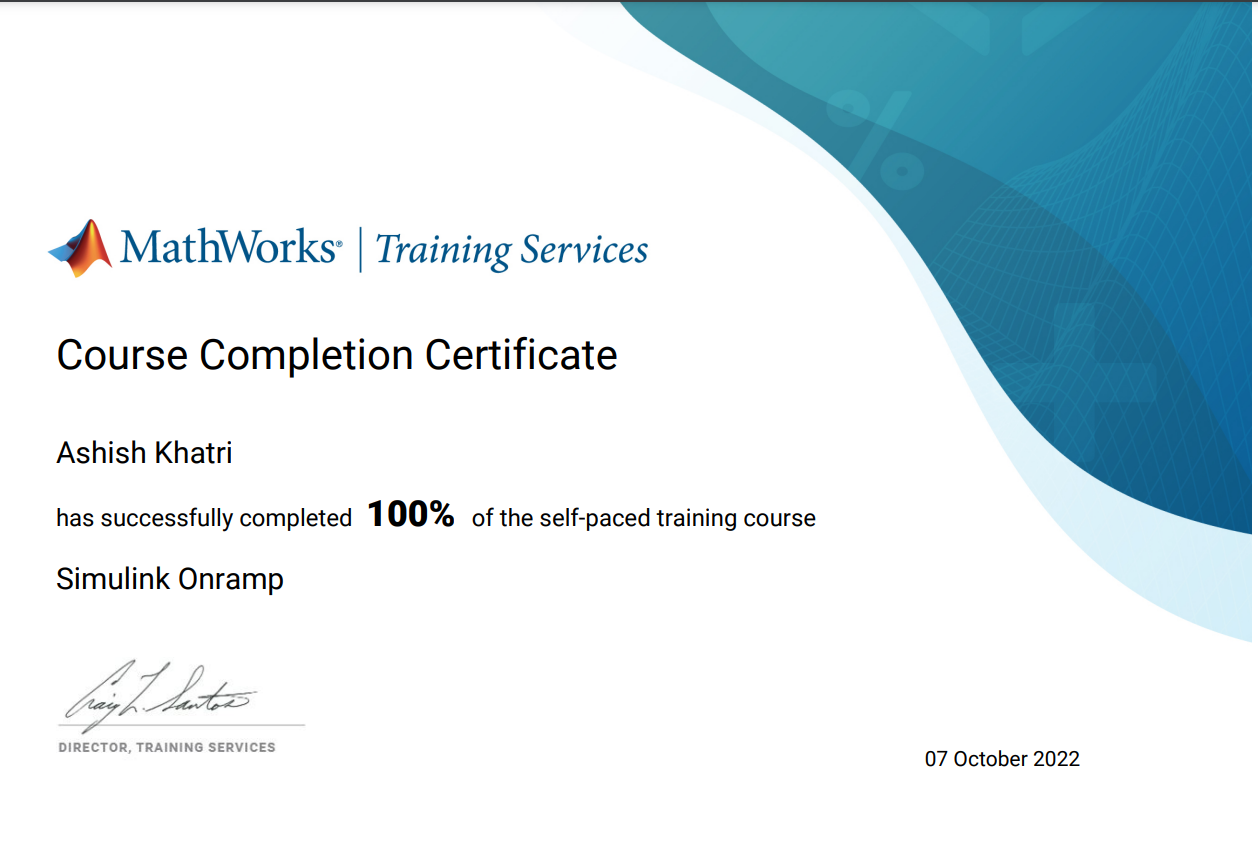 MathWorks® | Training Services
Course Completion Certificate
Ashish Khatri
has successfully completed 100% of the self-paced training course
Simulink Onramp
Craig L. Santos
DIRECTOR, TRAINING SERVICES
07 October 2022